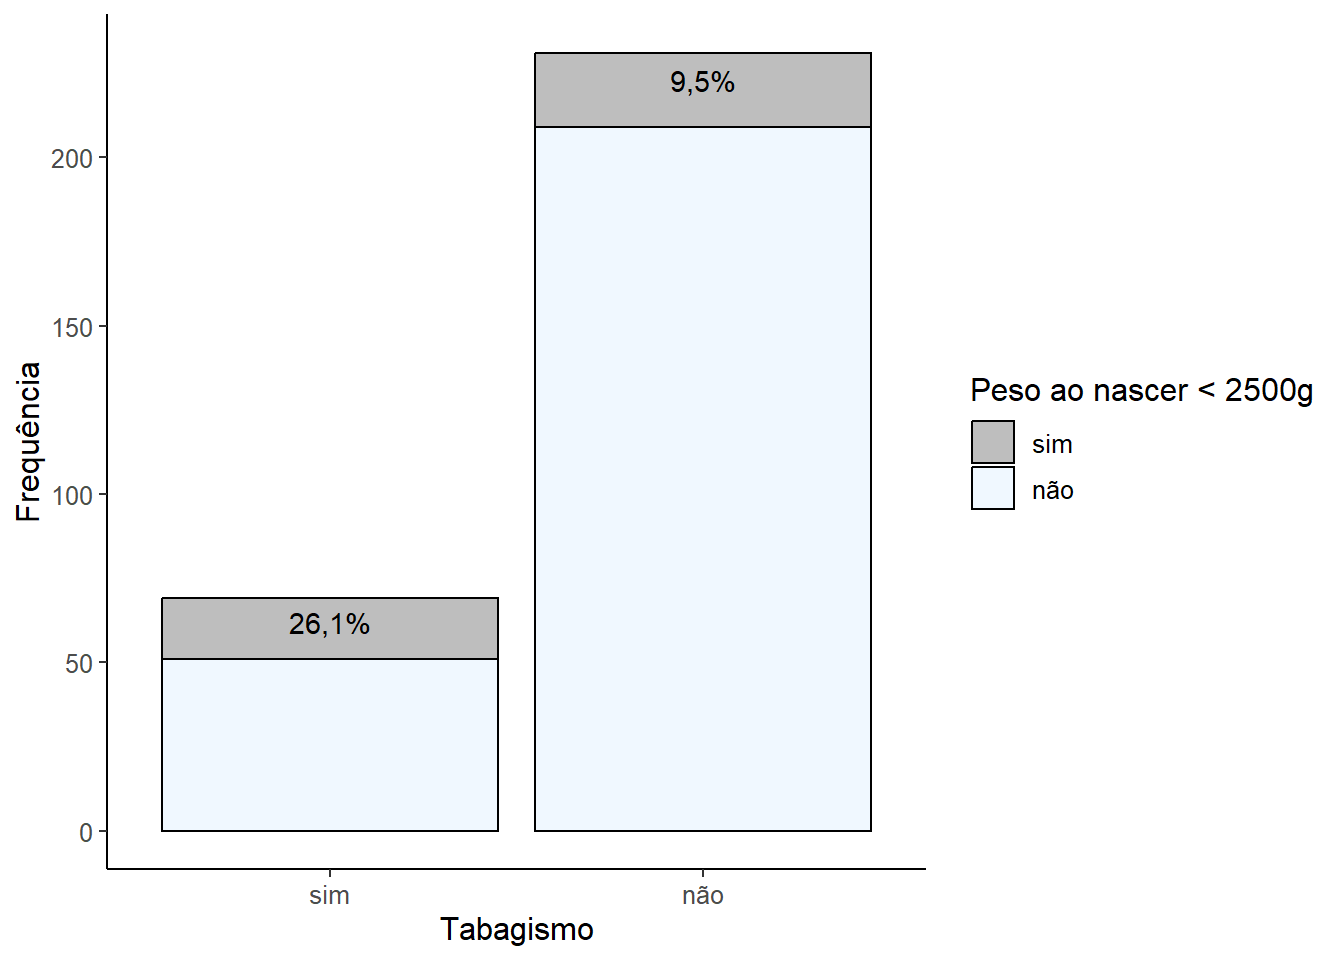 Frequência
200
150
100
50
0
9,5%
26,1%
sim
não
Tabagismo
Peso ao nascer < 2500g
sim
não